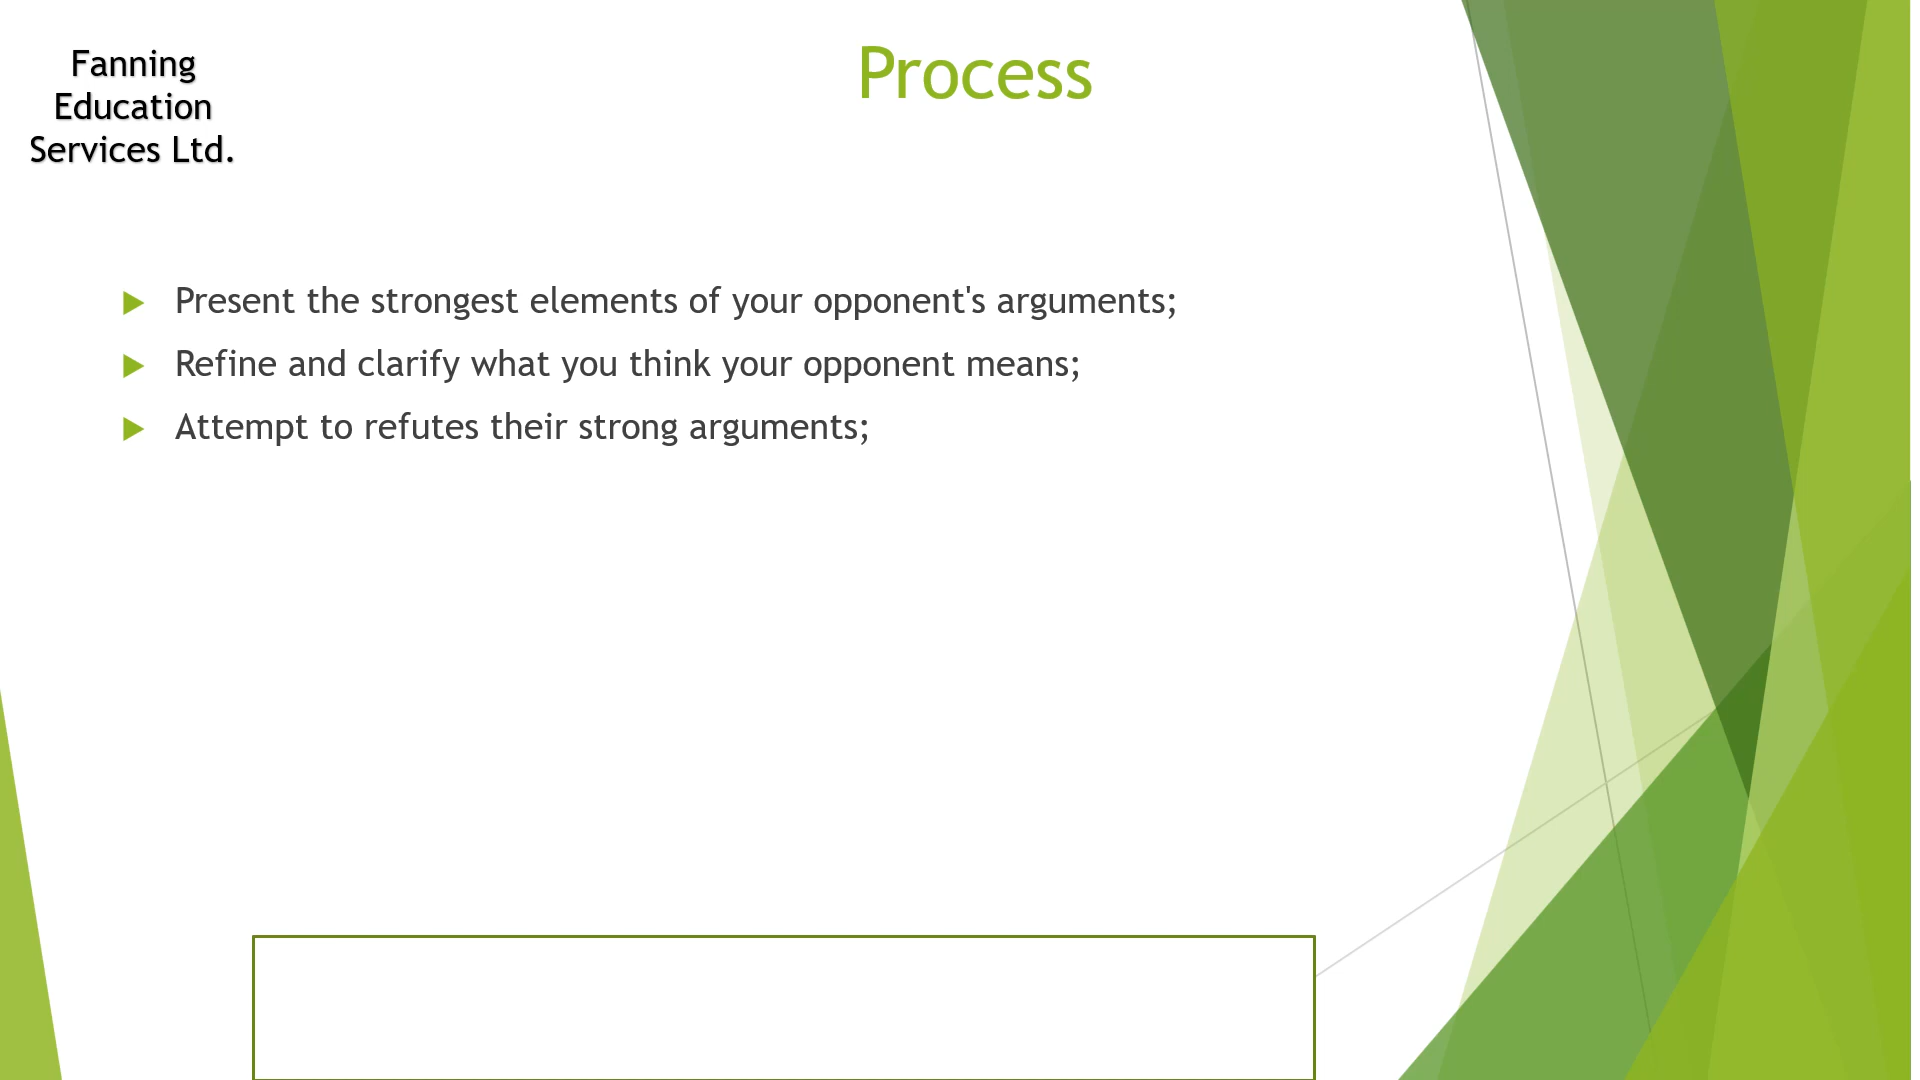 Fanning
Education
Services Ltd.
Process
Present the strongest elements of your opponent's arguments;
Refine and clarify what you think your opponent means;
Attempt to refutes their strong arguments;